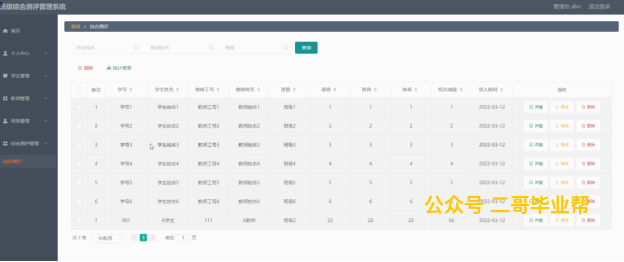 班级综合测评管理系统
管理员 abo 退出登录
首页
个人中心
学生管理
教师管理
班级管理
综合测评管理
综合测评
首页 综合测评
学生姓名 教师姓名 班级 查询
删除 统计报表
索引 学号 学生姓名 教师工号 教师姓名 班级 德育 智育 体育 综合成绩 录入时间 操作
1 学号1 学生姓名1 教师工号1 教师姓名1 班级1 1 1 1 1 2022-03-12 详情 修改 删除
2 学号2 学生姓名2 教师工号2 教师姓名2 班级2 2 2 2 2 2022-03-12 详情 修改 删除
3 学号3 学生姓名3 教师工号3 教师姓名3 班级3 3 3 3 3 2022-03-12 详情 修改 删除
4 学号4 学生姓名4 教师工号4 教师姓名4 班级4 4 4 4 4 2022-03-12 详情 修改 删除
5 学号5 学生姓名5 教师工号5 教师姓名5 班级5 5 5 5 5 2022-03-12 详情 修改 删除
6 学号6 学生姓名6 教师工号6 教师姓名6 班级6 6 6 6 6 2022-03-12 详情 修改 删除
7 001 A学生 111 A教师 班级2 22 22 22 66 2022-03-12 详情 修改 删除
公众号 二哥毕业帮
共 7 条 10条/页 1 前往 1 页